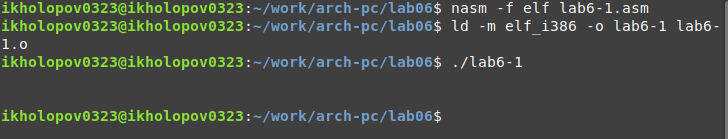 ikholopov0323@ikholopov0323:~/work/arch-pc/lab06$ nasm -f elf lab6-1.asm
ikholopov0323@ikholopov0323:~/work/arch-pc/lab06$ ld -m elf_i386 -o lab6-1 lab6-
1.o
ikholopov0323@ikholopov0323:~/work/arch-pc/lab06$ ./lab6-1
ikholopov0323@ikholopov0323:~/work/arch-pc/lab06$